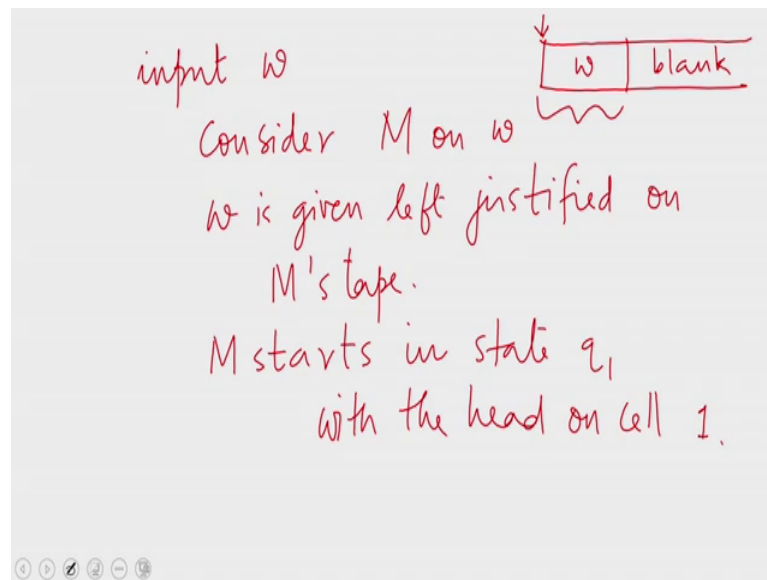 input w
w blank
Consider M on w
w is given left justified on
M's tape.
M starts in state q₁
with the head on cell 1.